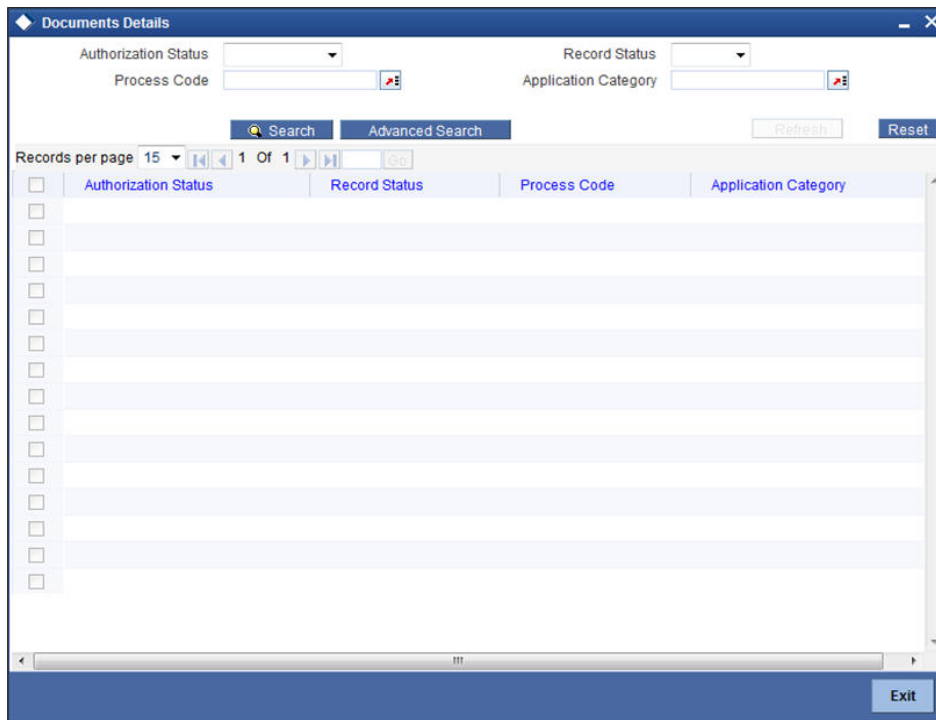 Documents Details
Authorization Status Record Status
Process Code Application Category
Search Advanced Search Refresh Reset
Records per page 15 1 Of 1 Go
Authorization Status Record Status Process Code Application Category
Exit